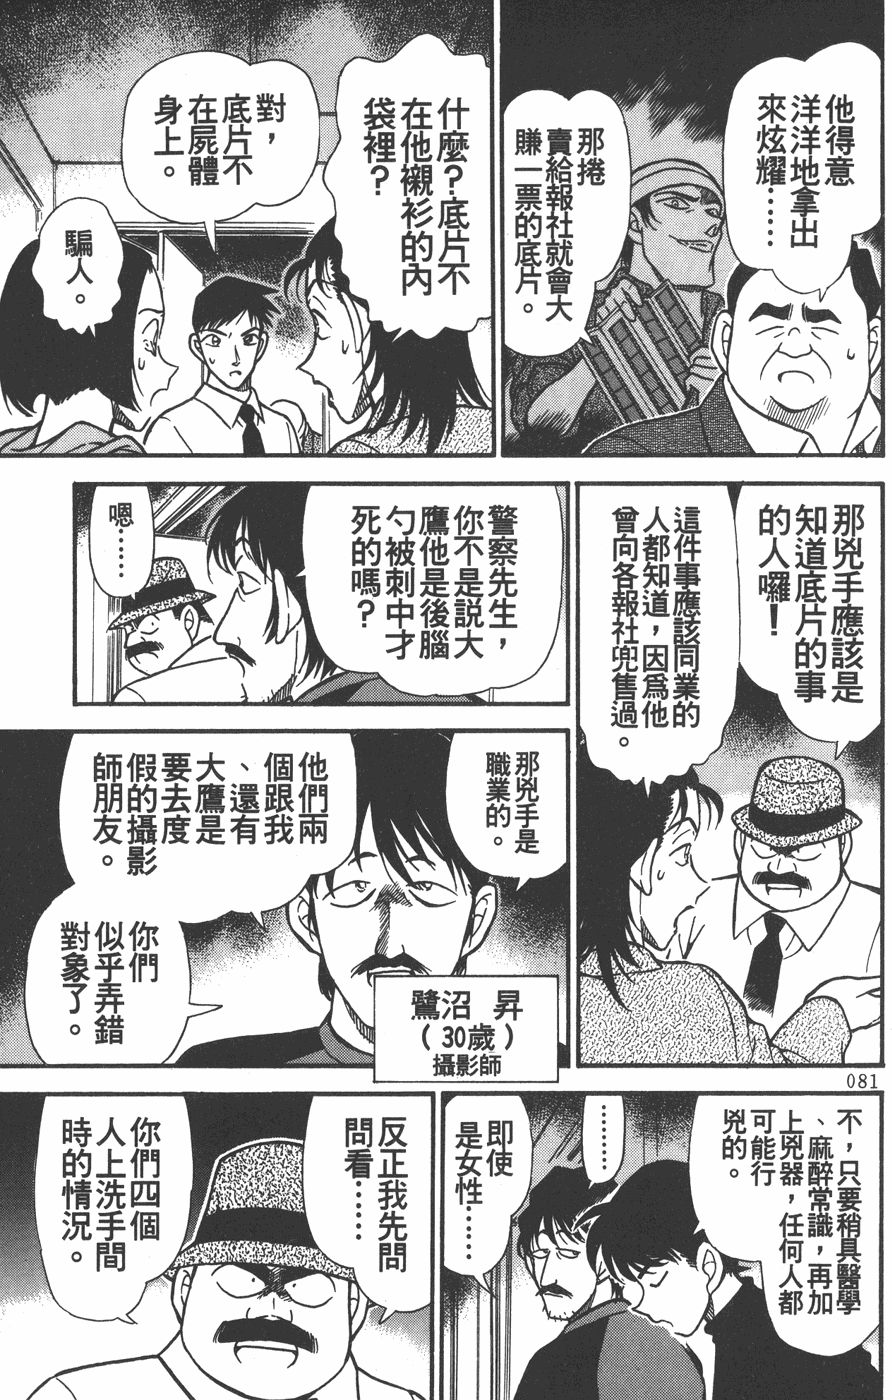 他得意
洋洋地拿出
來炫耀……
那捲
賣給報社就會大
賺一票的底片。
什麼?底片不
在他襯衫的內
袋裡?
對，
底片不
在屍體
身上。
騙人。
那兇手應該是
知道底片的事
的人囉！
這件事應該同業的
人都知道，因為他
曾向各報社兜售過。
警察先生，
你不是說大
鷹他是後腦
勺被刺中才
死的嗎？
嗯……
那兇手是
職業的。
他們兩
個跟我
、還有
大鷹是
要去度
假的攝影
師朋友。
你們
似乎弄錯
對象了。
鷺沼 昇
(30歲)
攝影師
081
不，只要稍具醫學
、麻醉常識，再加
上兇器，任何人都
可能行
兇的。
……
即使
是女性……
反正我先問
問看……
你們四個
人上洗手間
時的情況。